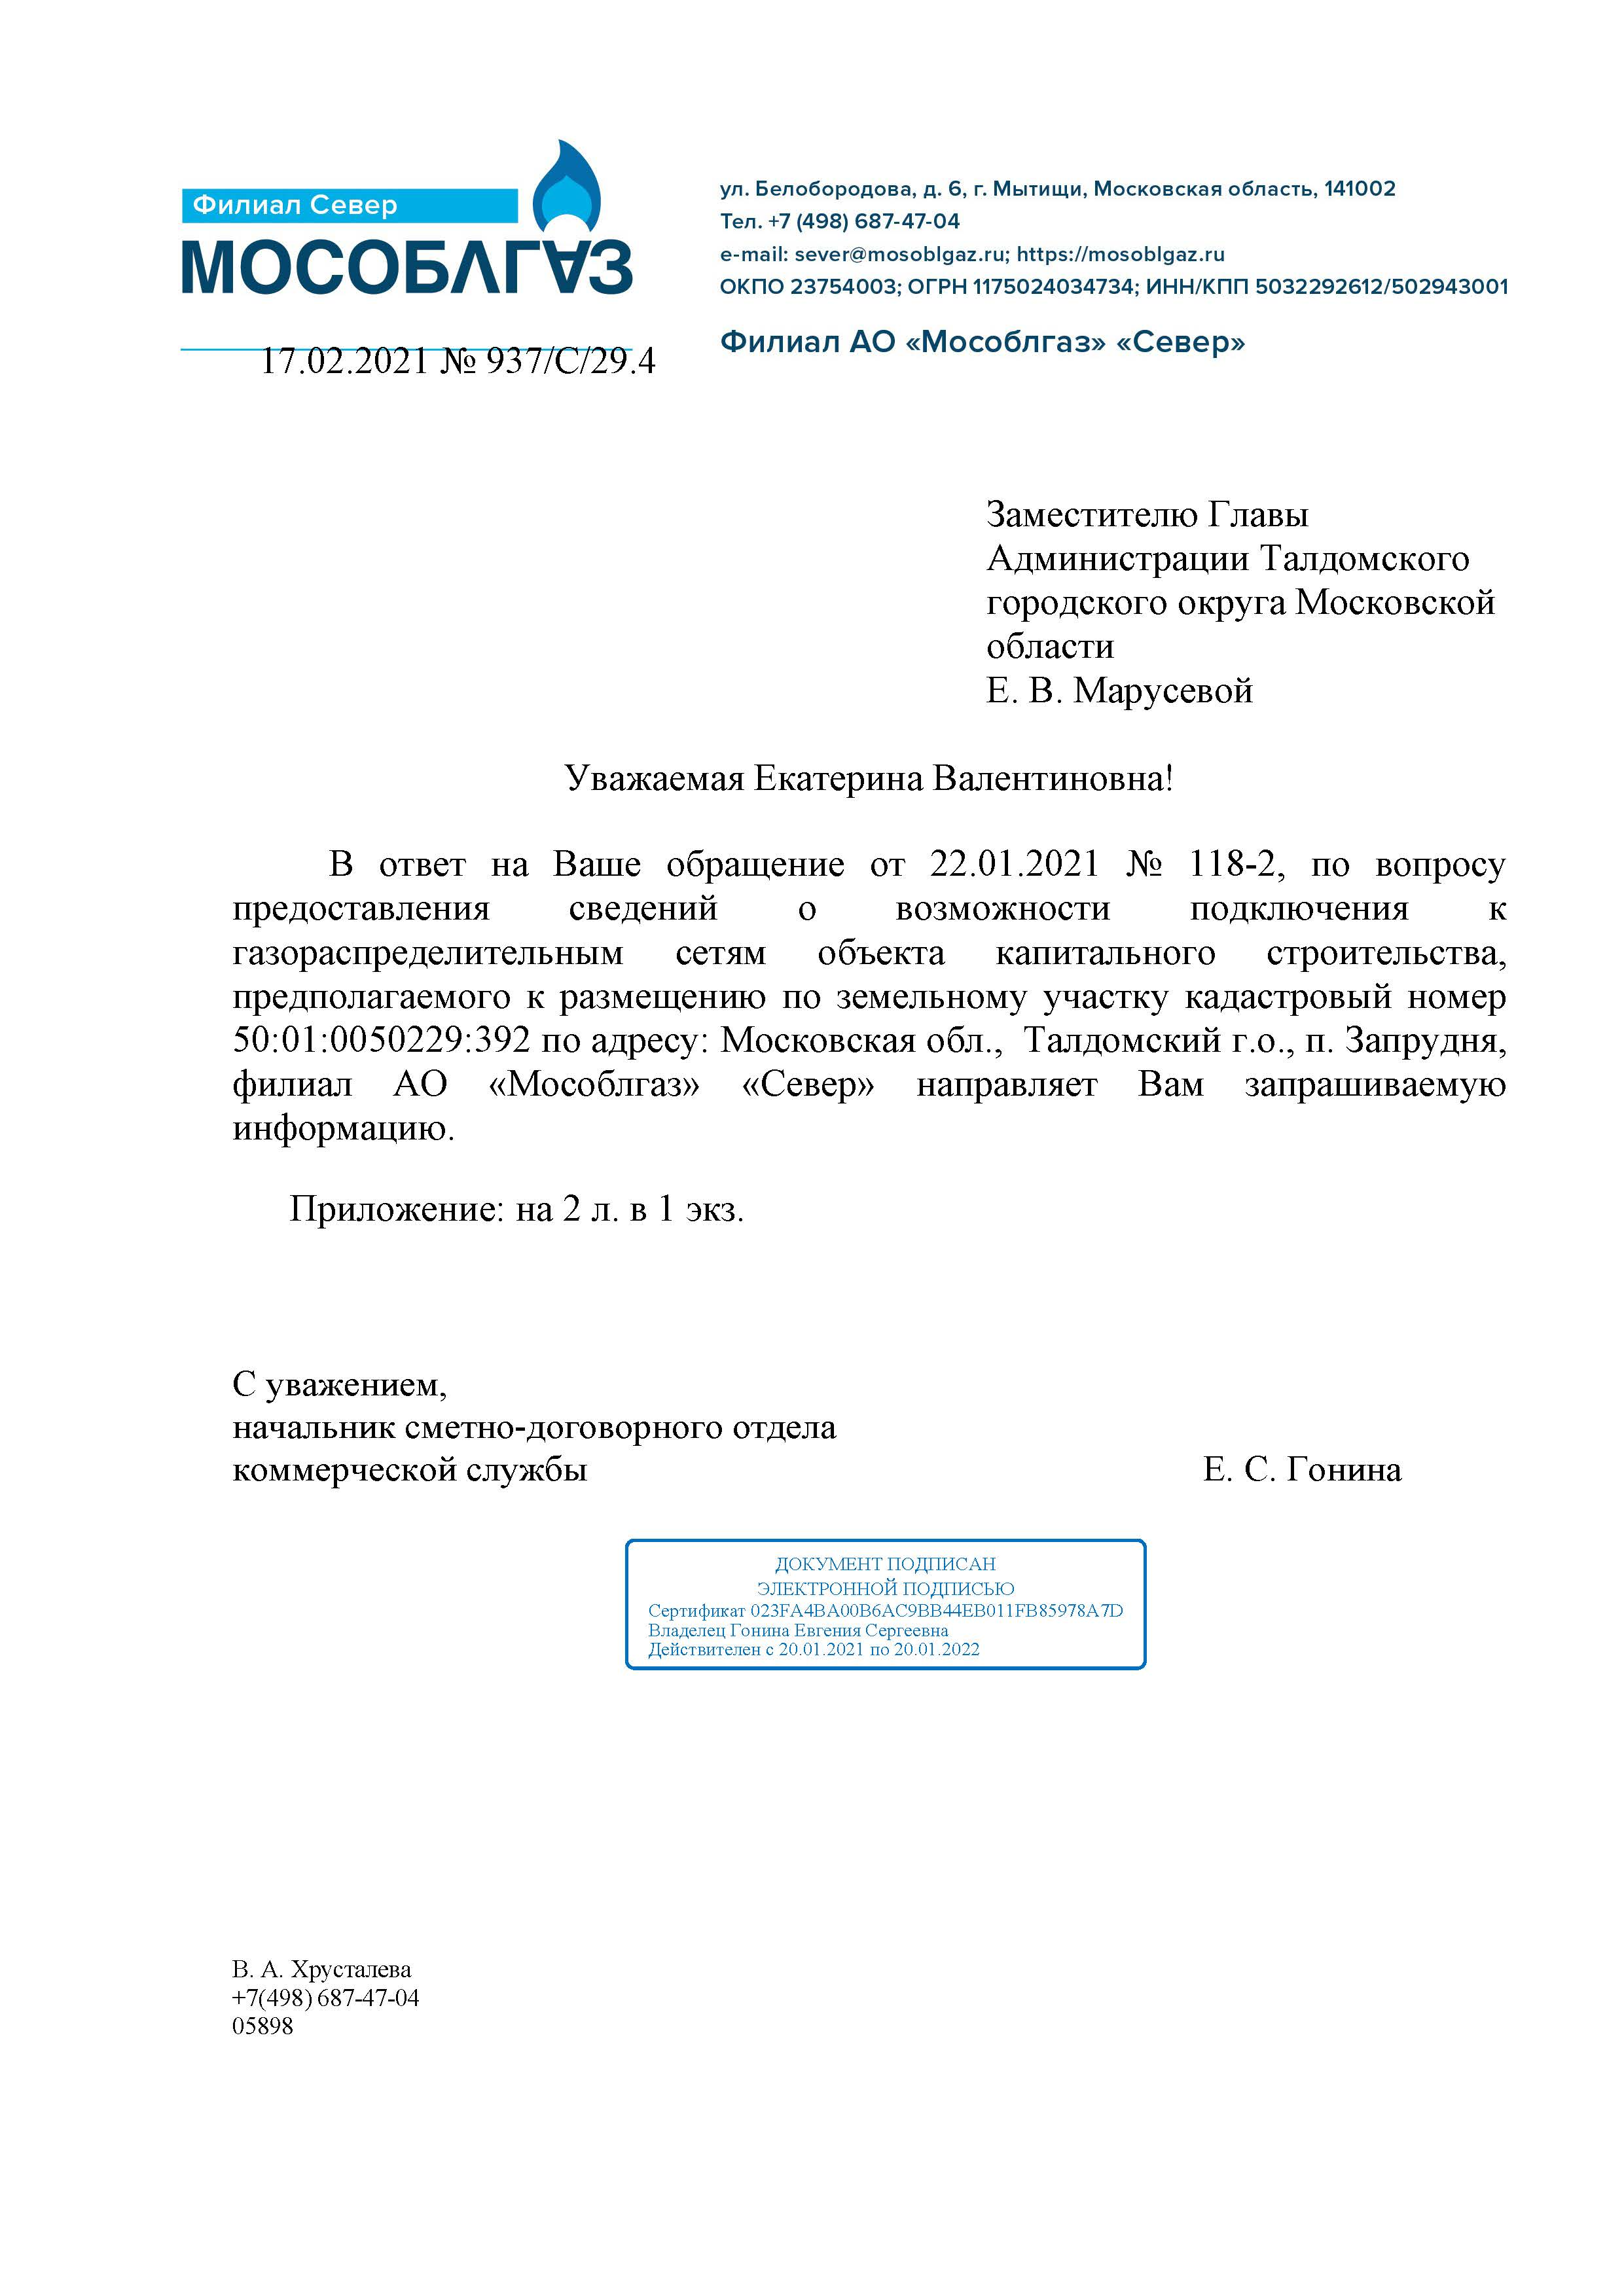 Филиал Север
МОСОБЛГАЗ
ул. Белобородова, д. 6, г. Мытищи, Московская область, 141002
Тел. +7 (498) 687-47-04
e-mail: sever@mosoblgaz.ru; https://mosoblgaz.ru
ОКПО 23754003; ОГРН 1175024034734; ИНН/КПП 5032292612/502943001
Филиал АО «Мособлгаз» «Север»
17.02.2021 № 937/С/29.4
Заместителю Главы
Администрации Талдомского
городского округа Московской
области
Е. В. Марусевой
Уважаемая Екатерина Валентиновна!
В ответ на Ваше обращение от 22.01.2021 № 118-2, по вопросу
предоставления сведений о возможности подключения к
газораспределительным сетям объекта капитального строительства,
предполагаемого к размещению по земельному участку кадастровый номер
50:01:0050229:392 по адресу: Московская обл., Талдомский г.о., п. Запрудня,
филиал АО «Мособлгаз» «Север» направляет Вам запрашиваемую
информацию.
Приложение: на 2 л. в 1 экз.
С уважением,
начальник сметно-договорного отдела
коммерческой службы Е. С. Гонина
ДОКУМЕНТ ПОДПИСАН
ЭЛЕКТРОННОЙ ПОДПИСЬЮ
Сертификат 023FA4BA00B6AC9BB44EB011FB85978A7D
Владелец Гонина Евгения Сергеевна
Действителен с 20.01.2021 по 20.01.2022
В. А. Хрусталева
+7(498) 687-47-04
05898